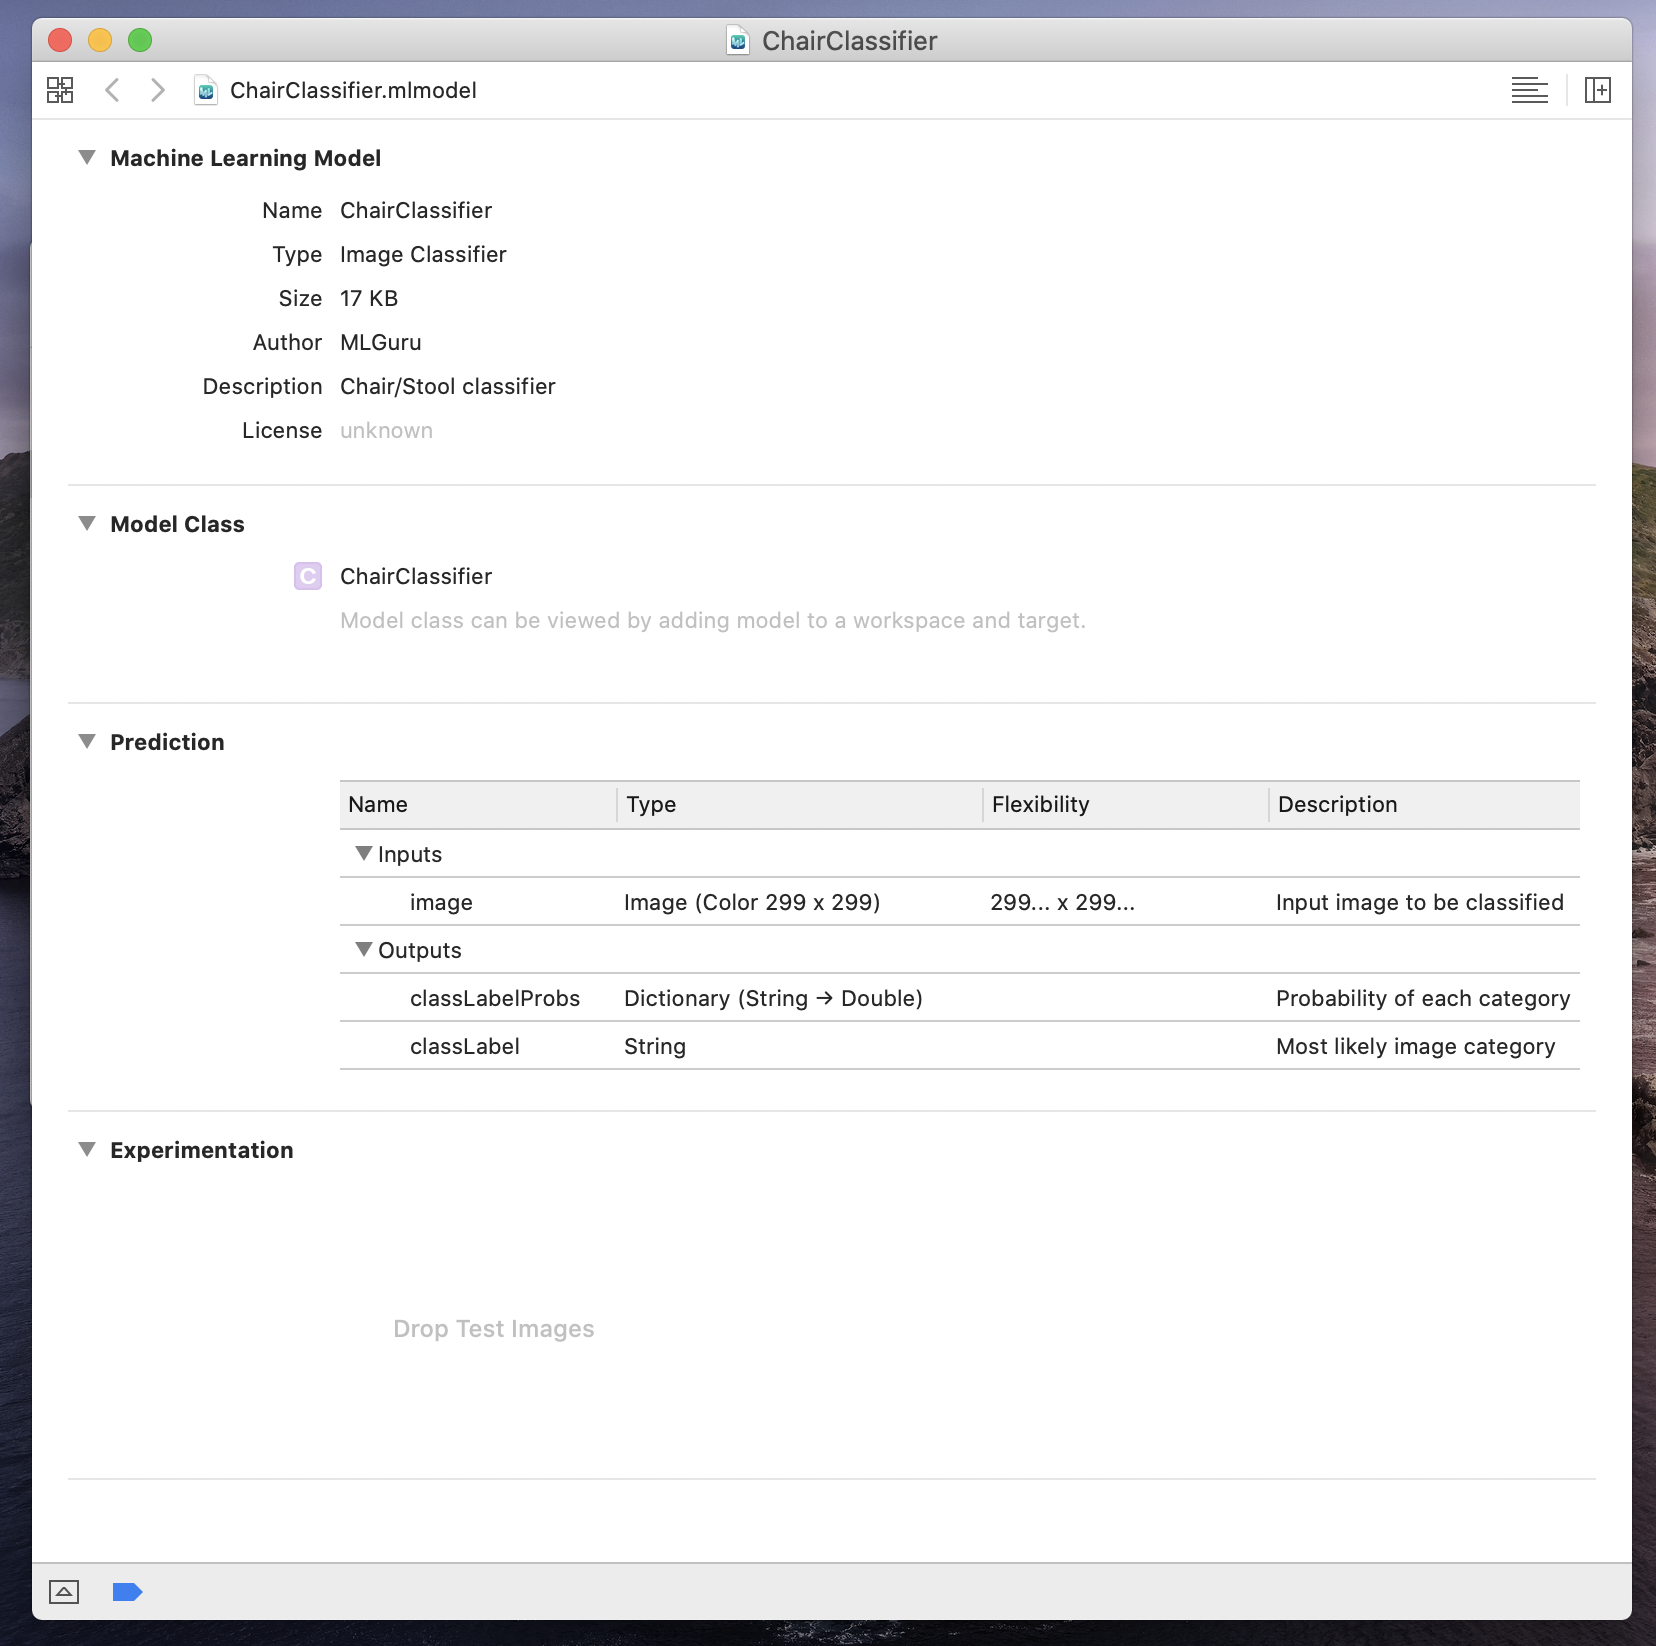 ChairClassifier
ChairClassifier.mlmodel
Machine Learning Model
Name ChairClassifier
Type Image Classifier
Size 17 KB
Author MLGuru
Description Chair/Stool classifier
License unknown
Model Class
C ChairClassifier
Model class can be viewed by adding model to a workspace and target.
Prediction
Name Type Flexibility Description
Inputs
image Image (Color 299 x 299) 299... x 299... Input image to be classified
Outputs
classLabelProbs Dictionary (String → Double) Probability of each category
classLabel String Most likely image category
Experimentation
Drop Test Images